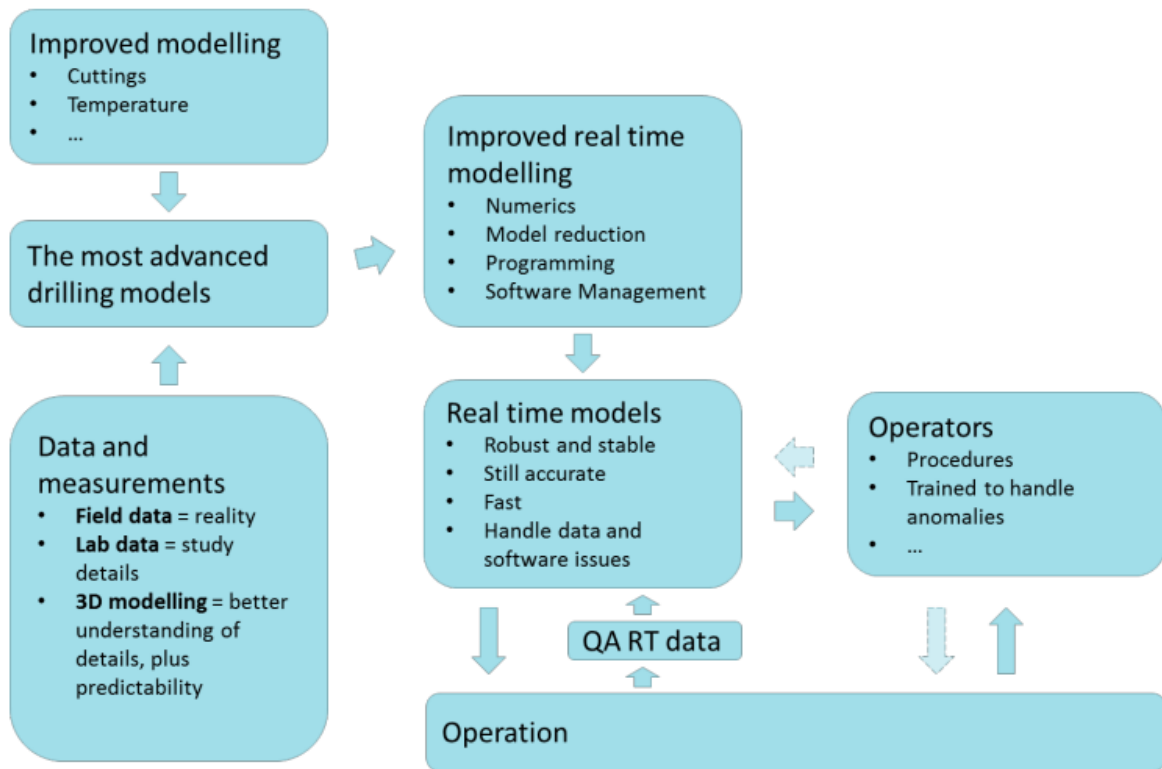 Improved modelling
• Cuttings
• Temperature
• ...
The most advanced
drilling models
Data and
measurements
• Field data = reality
• Lab data = study
details
• 3D modelling = better
understanding of
details, plus
predictability
Improved real time
modelling
• Numerics
• Model reduction
• Programming
• Software Management
Real time models
• Robust and stable
• Still accurate
• Fast
• Handle data and
software issues
Operators
• Procedures
• Trained to handle
anomalies
• ...
QA RT data
Operation